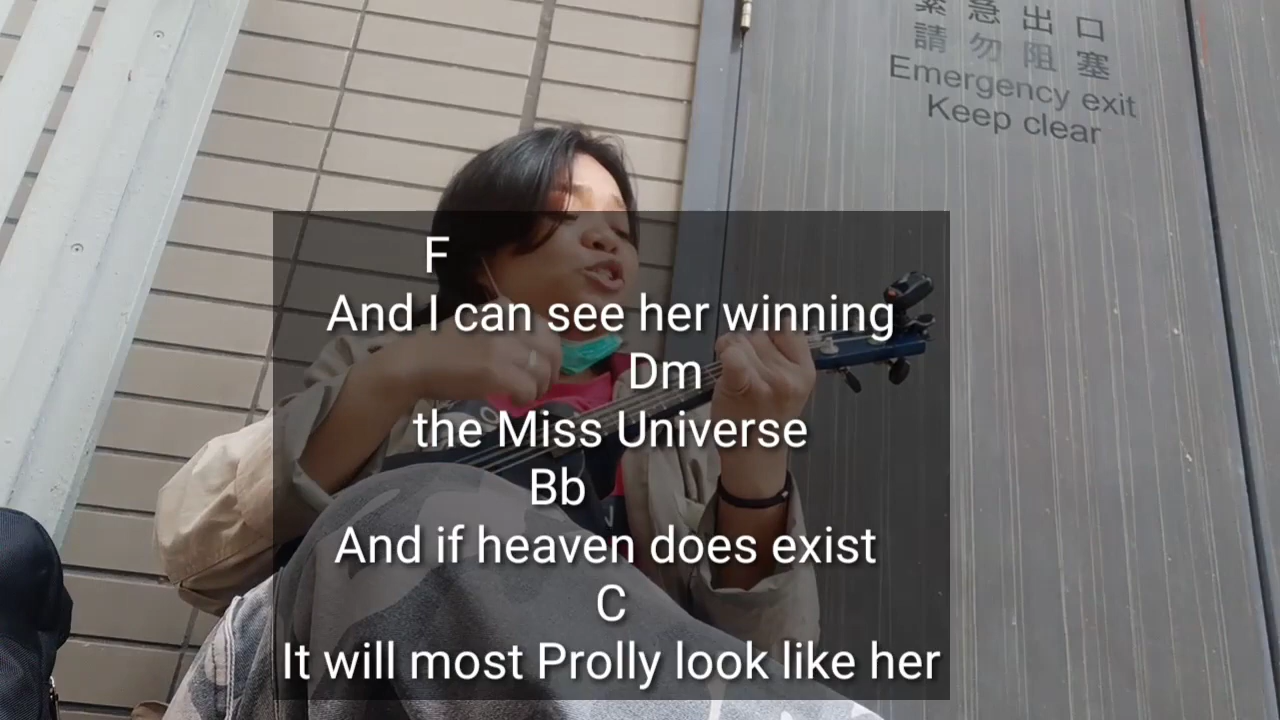 緊急出口
請勿阻塞
Emergency exit
Keep clear
F
And I can see her winning
Dm
the Miss Universe
Bb
And if heaven does exist
C
It will most Prolly look like her